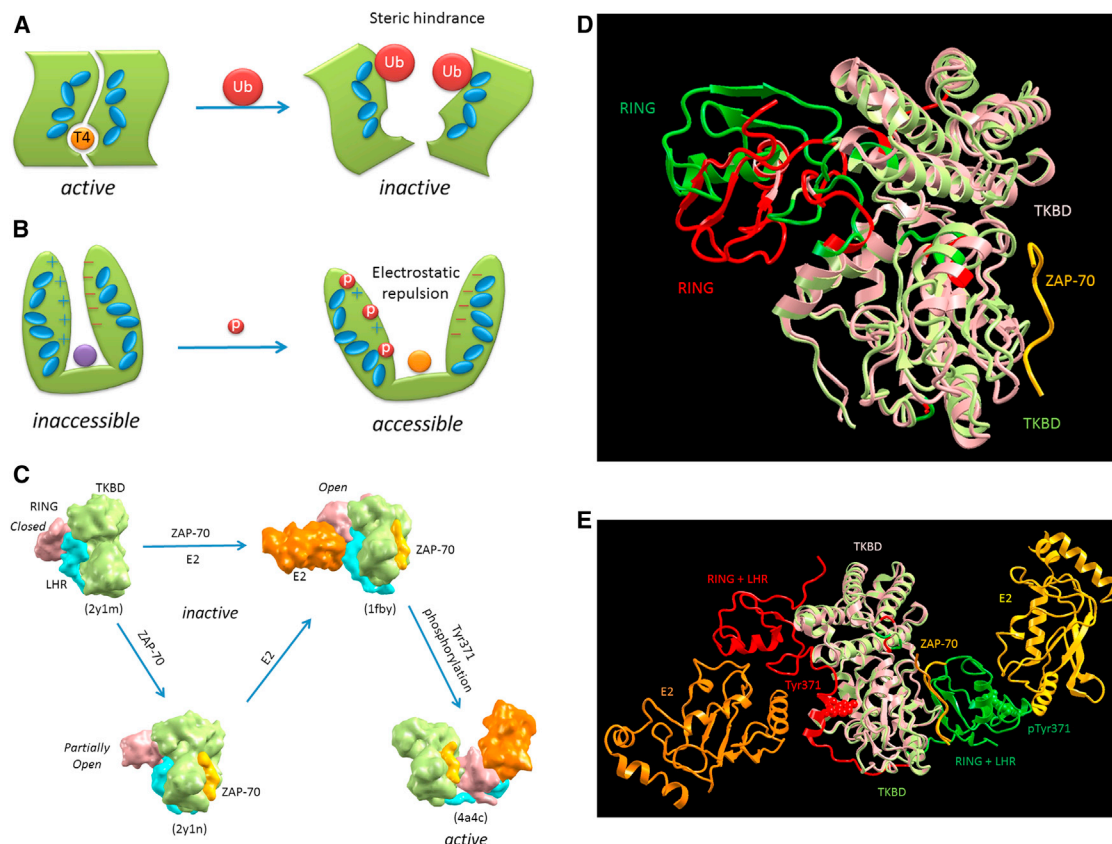 A
Steric hindrance
Ub
Ub
Ub
T4
active
inactive
B
+ + + + +
− − − − −
p
p
p
p
+ +
− − − − −
Electrostatic
repulsion
inaccessible
accessible
C
TKBD
RING
Closed
LHR
(2y1m)
ZAP-70
E2
inactive
Open
E2
ZAP-70
(1fby)
ZAP-70
E2
Tyr371
phosphorylation
Partially
Open
ZAP-70
(2y1n)
(4a4c)
active
D
RING
RING
TKBD
ZAP-70
TKBD
E
TKBD
RING + LHR
E2
ZAP-70
E2
Tyr371
pTyr371
RING + LHR
TKBD